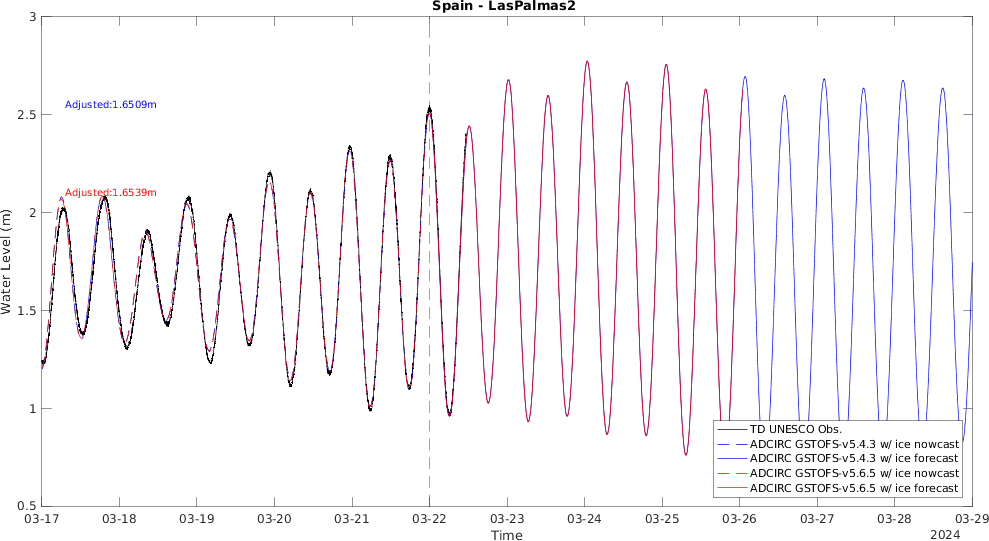 Spain - LasPalmas2
3
2.5
2
1.5
1
0.5
Water Level (m)
Adjusted:1.6509m
Adjusted:1.6539m
TD UNESCO Obs.
ADCIRC GSTOFS-v5.4.3 w/ ice nowcast
ADCIRC GSTOFS-v5.4.3 w/ ice forecast
ADCIRC GSTOFS-v5.6.5 w/ ice nowcast
ADCIRC GSTOFS-v5.6.5 w/ ice forecast
03-17 03-18 03-19 03-20 03-21 03-22 03-23 03-24 03-25 03-26 03-27 03-28 03-29
Time
2024